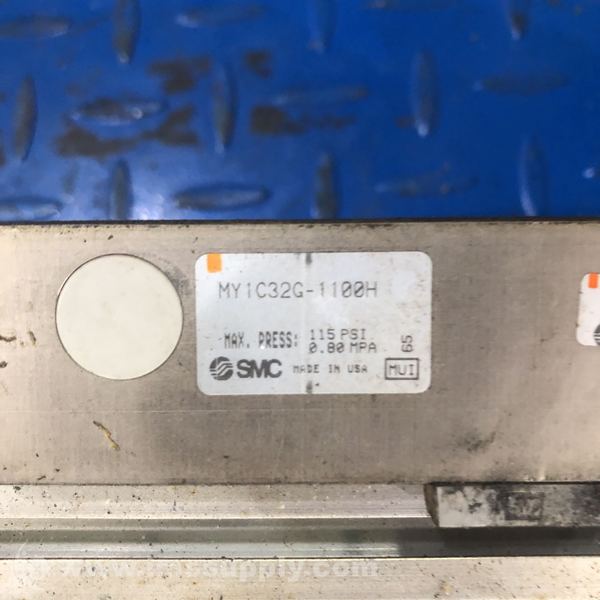 MY1C32G-1100H
MAX. PRESS: 115 PSI
0.80 MPA
65
SMC MADE IN USA MUI